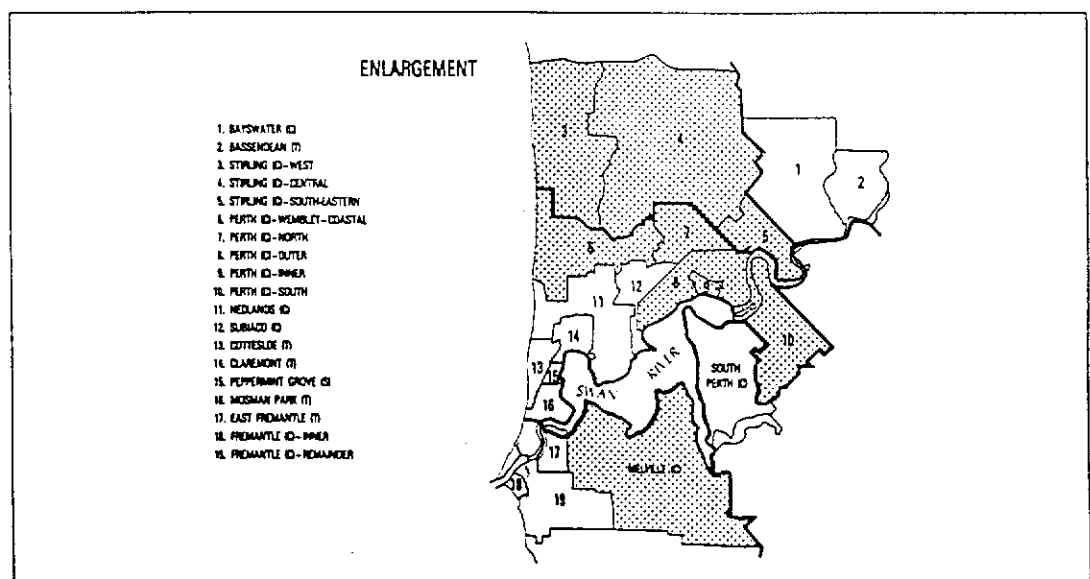 ENLARGEMENT
1. BAYSWATER (C)
2. BASSENDEAN (T)
3. STIRLING (C)-WEST
4. STIRLING (C)-CENTRAL
5. STIRLING (C)-SOUTH-EASTERN
6. PERTH (C)-WEMBLEY-COASTAL
7. PERTH (C)-NORTH
8. PERTH (C)-OUTER
9. PERTH (C)-INNER
10. PERTH (C)-SOUTH
11. NEDLANDS (C)
12. SUBIACO (C)
13. COTTESLOE (T)
14. CLAREMONT (T)
15. PEPPERMINT GROVE (S)
16. MOSMAN PARK (T)
17. EAST FREMANTLE (T)
18. FREMANTLE (C)-INNER
19. FREMANTLE (C)-REMAINDER
3
4
1
2
7
5
6
12
8
9
11
10
14
13
15
16
SWAN
RIVER
SOUTH
PERTH (C)
17
MELVILLE (C)
18
19